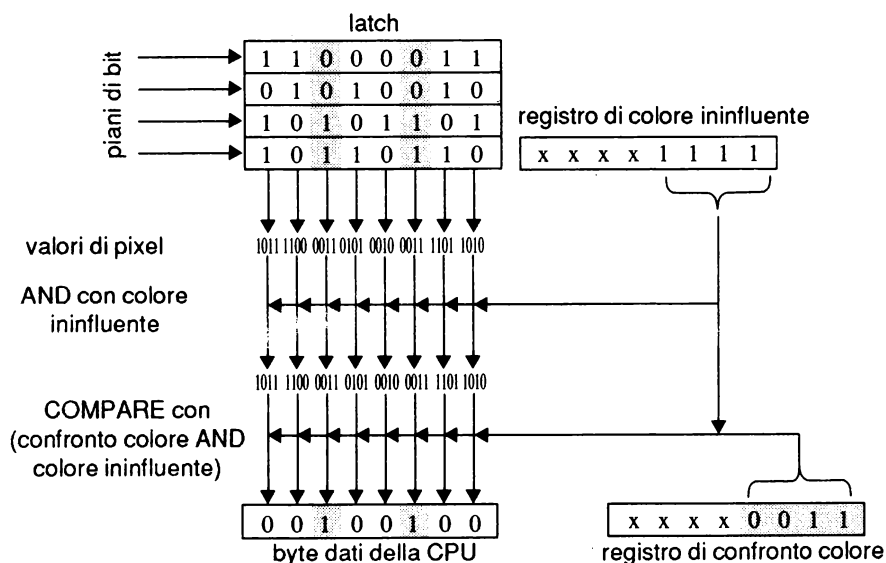 latch
piani di bit
1 1 0 0 0 0 1 1
0 1 0 1 0 0 1 0
1 0 1 0 1 1 0 1
1 0 1 1 0 1 1 0
registro di colore ininfluente
x x x x 1 1 1 1
valori di pixel
1011 1100 0011 0101 0010 0011 1101 1010
AND con colore
ininfluente
1011 1100 0011 0101 0010 0011 1101 1010
COMPARE con
(confronto colore AND
colore ininfluente)
0 0 1 0 0 1 0 0
byte dati della CPU
x x x x 0 0 1 1
registro di confronto colore